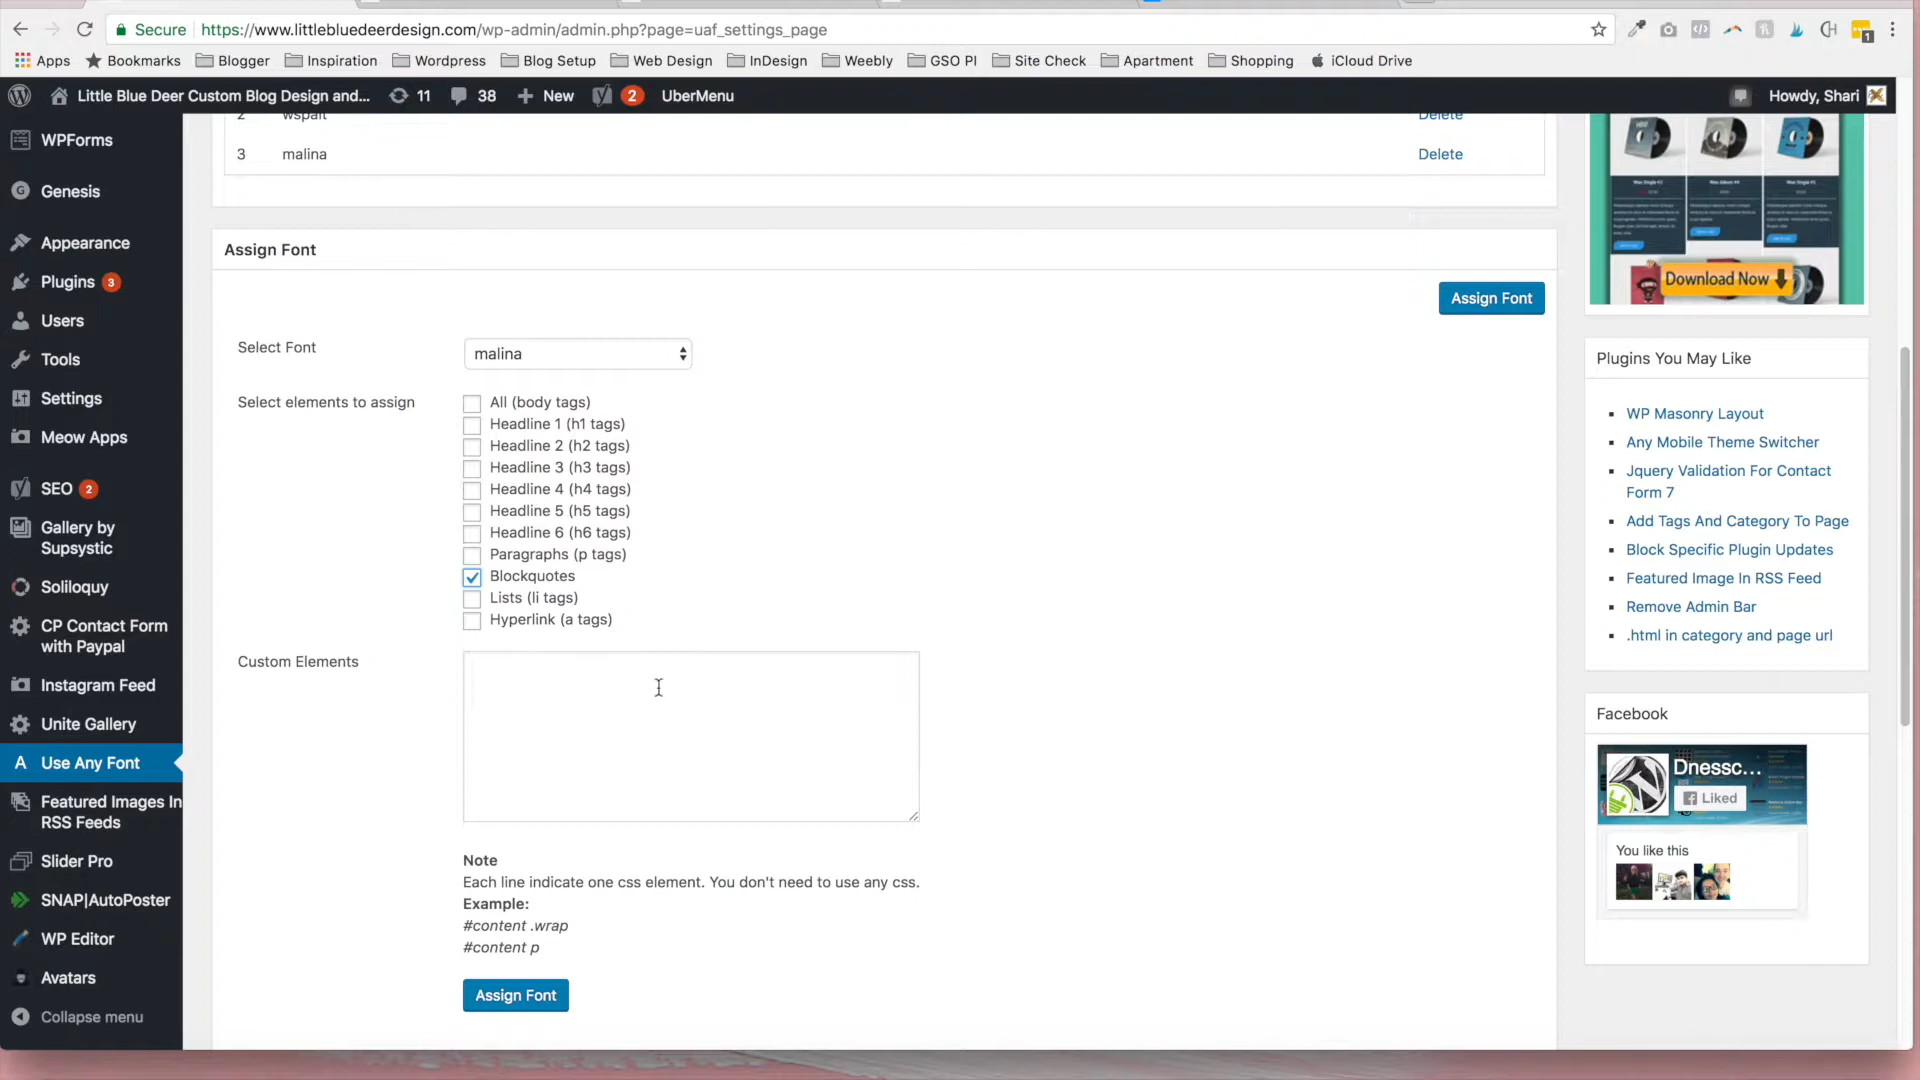 Secure https://www.littlebluedeerdesign.com/wp-admin/admin.php?page=uaf_settings_page
1
Apps Bookmarks Blogger Inspiration Wordpress Blog Setup Web Design InDesign Weebly GSO PI Site Check Apartment Shopping iCloud Drive
Little Blue Deer Custom Blog Design and... 11 38 New 2 UberMenu Howdy, Shari
WPForms
Genesis
Appearance
Plugins 3
Users
Tools
Settings
Meow Apps
SEO 2
Gallery by
Supsystic
Soliloquy
CP Contact Form
with Paypal
Instagram Feed
Unite Gallery
A Use Any Font
Featured Images In
RSS Feeds
Slider Pro
SNAP|AutoPoster
WP Editor
Avatars
Collapse menu
2 wspalt Delete
3 malina Delete
Assign Font
Assign Font
Select Font malina
Select elements to assign
All (body tags)
Headline 1 (h1 tags)
Headline 2 (h2 tags)
Headline 3 (h3 tags)
Headline 4 (h4 tags)
Headline 5 (h5 tags)
Headline 6 (h6 tags)
Paragraphs (p tags)
Blockquotes
Lists (li tags)
Hyperlink (a tags)
Custom Elements
Note
Each line indicate one css element. You don't need to use any css.
Example:
#content .wrap
#content p
Assign Font
Download Now
Plugins You May Like
WP Masonry Layout
Any Mobile Theme Switcher
Jquery Validation For Contact
Form 7
Add Tags And Category To Page
Block Specific Plugin Updates
Featured Image In RSS Feed
Remove Admin Bar
.html in category and page url
Facebook
Dnessc...
Liked
You like this